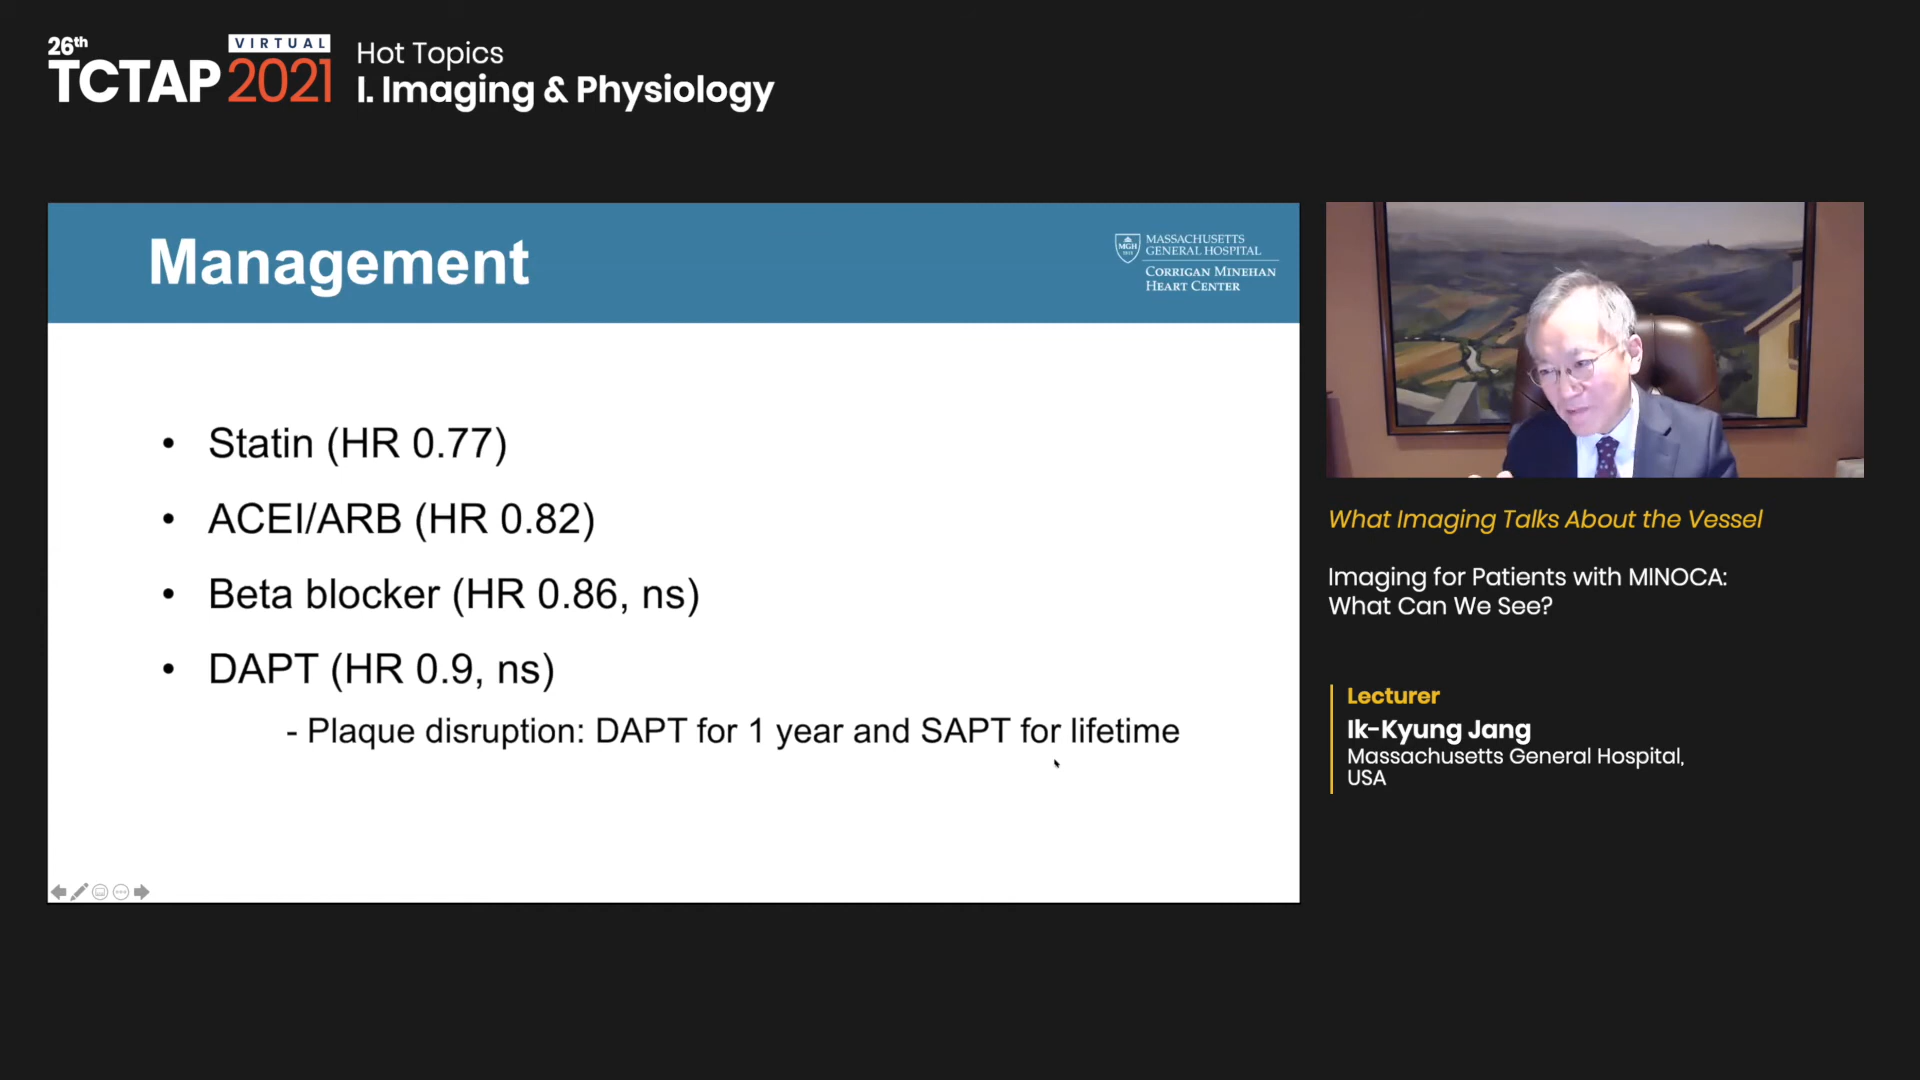 26th
VIRTUAL
TCTAP 2021
Hot Topics
I. Imaging & Physiology
Management
MGH
1811
MASSACHUSETTS
GENERAL HOSPITAL
CORRIGAN MINEHAN
HEART CENTER
• Statin (HR 0.77)
• ACEI/ARB (HR 0.82)
• Beta blocker (HR 0.86, ns)
• DAPT (HR 0.9, ns)
- Plaque disruption: DAPT for 1 year and SAPT for lifetime
What Imaging Talks About the Vessel
Imaging for Patients with MINOCA:
What Can We See?
Lecturer
Ik-Kyung Jang
Massachusetts General Hospital,
USA